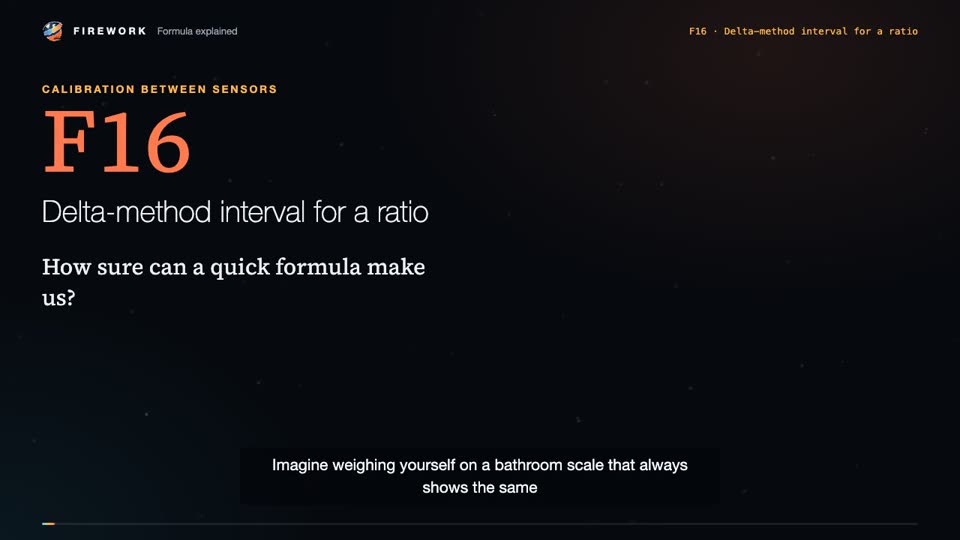 FIREWORK Formula explained
F16 · Delta-method interval for a ratio
CALIBRATION BETWEEN SENSORS
F16
Delta-method interval for a ratio
How sure can a quick formula make
us?
Imagine weighing yourself on a bathroom scale that always
shows the same